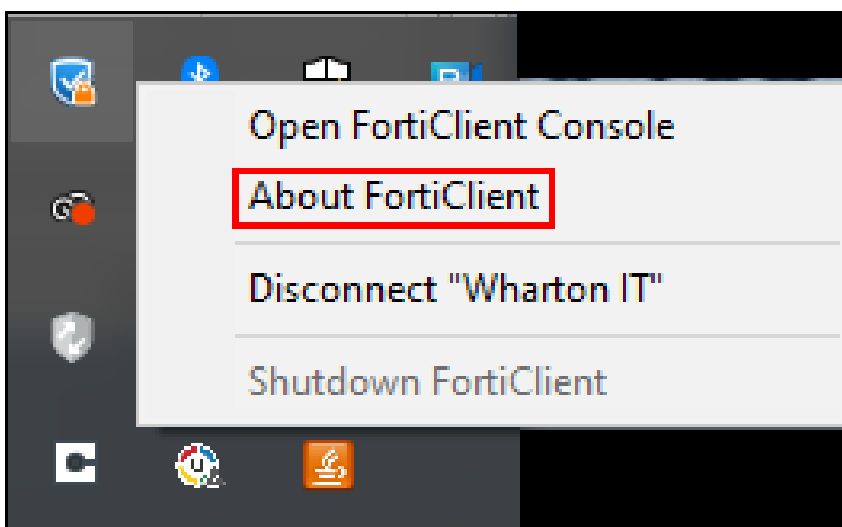 Open FortiClient Console
About FortiClient
Disconnect "Wharton IT"
Shutdown FortiClient